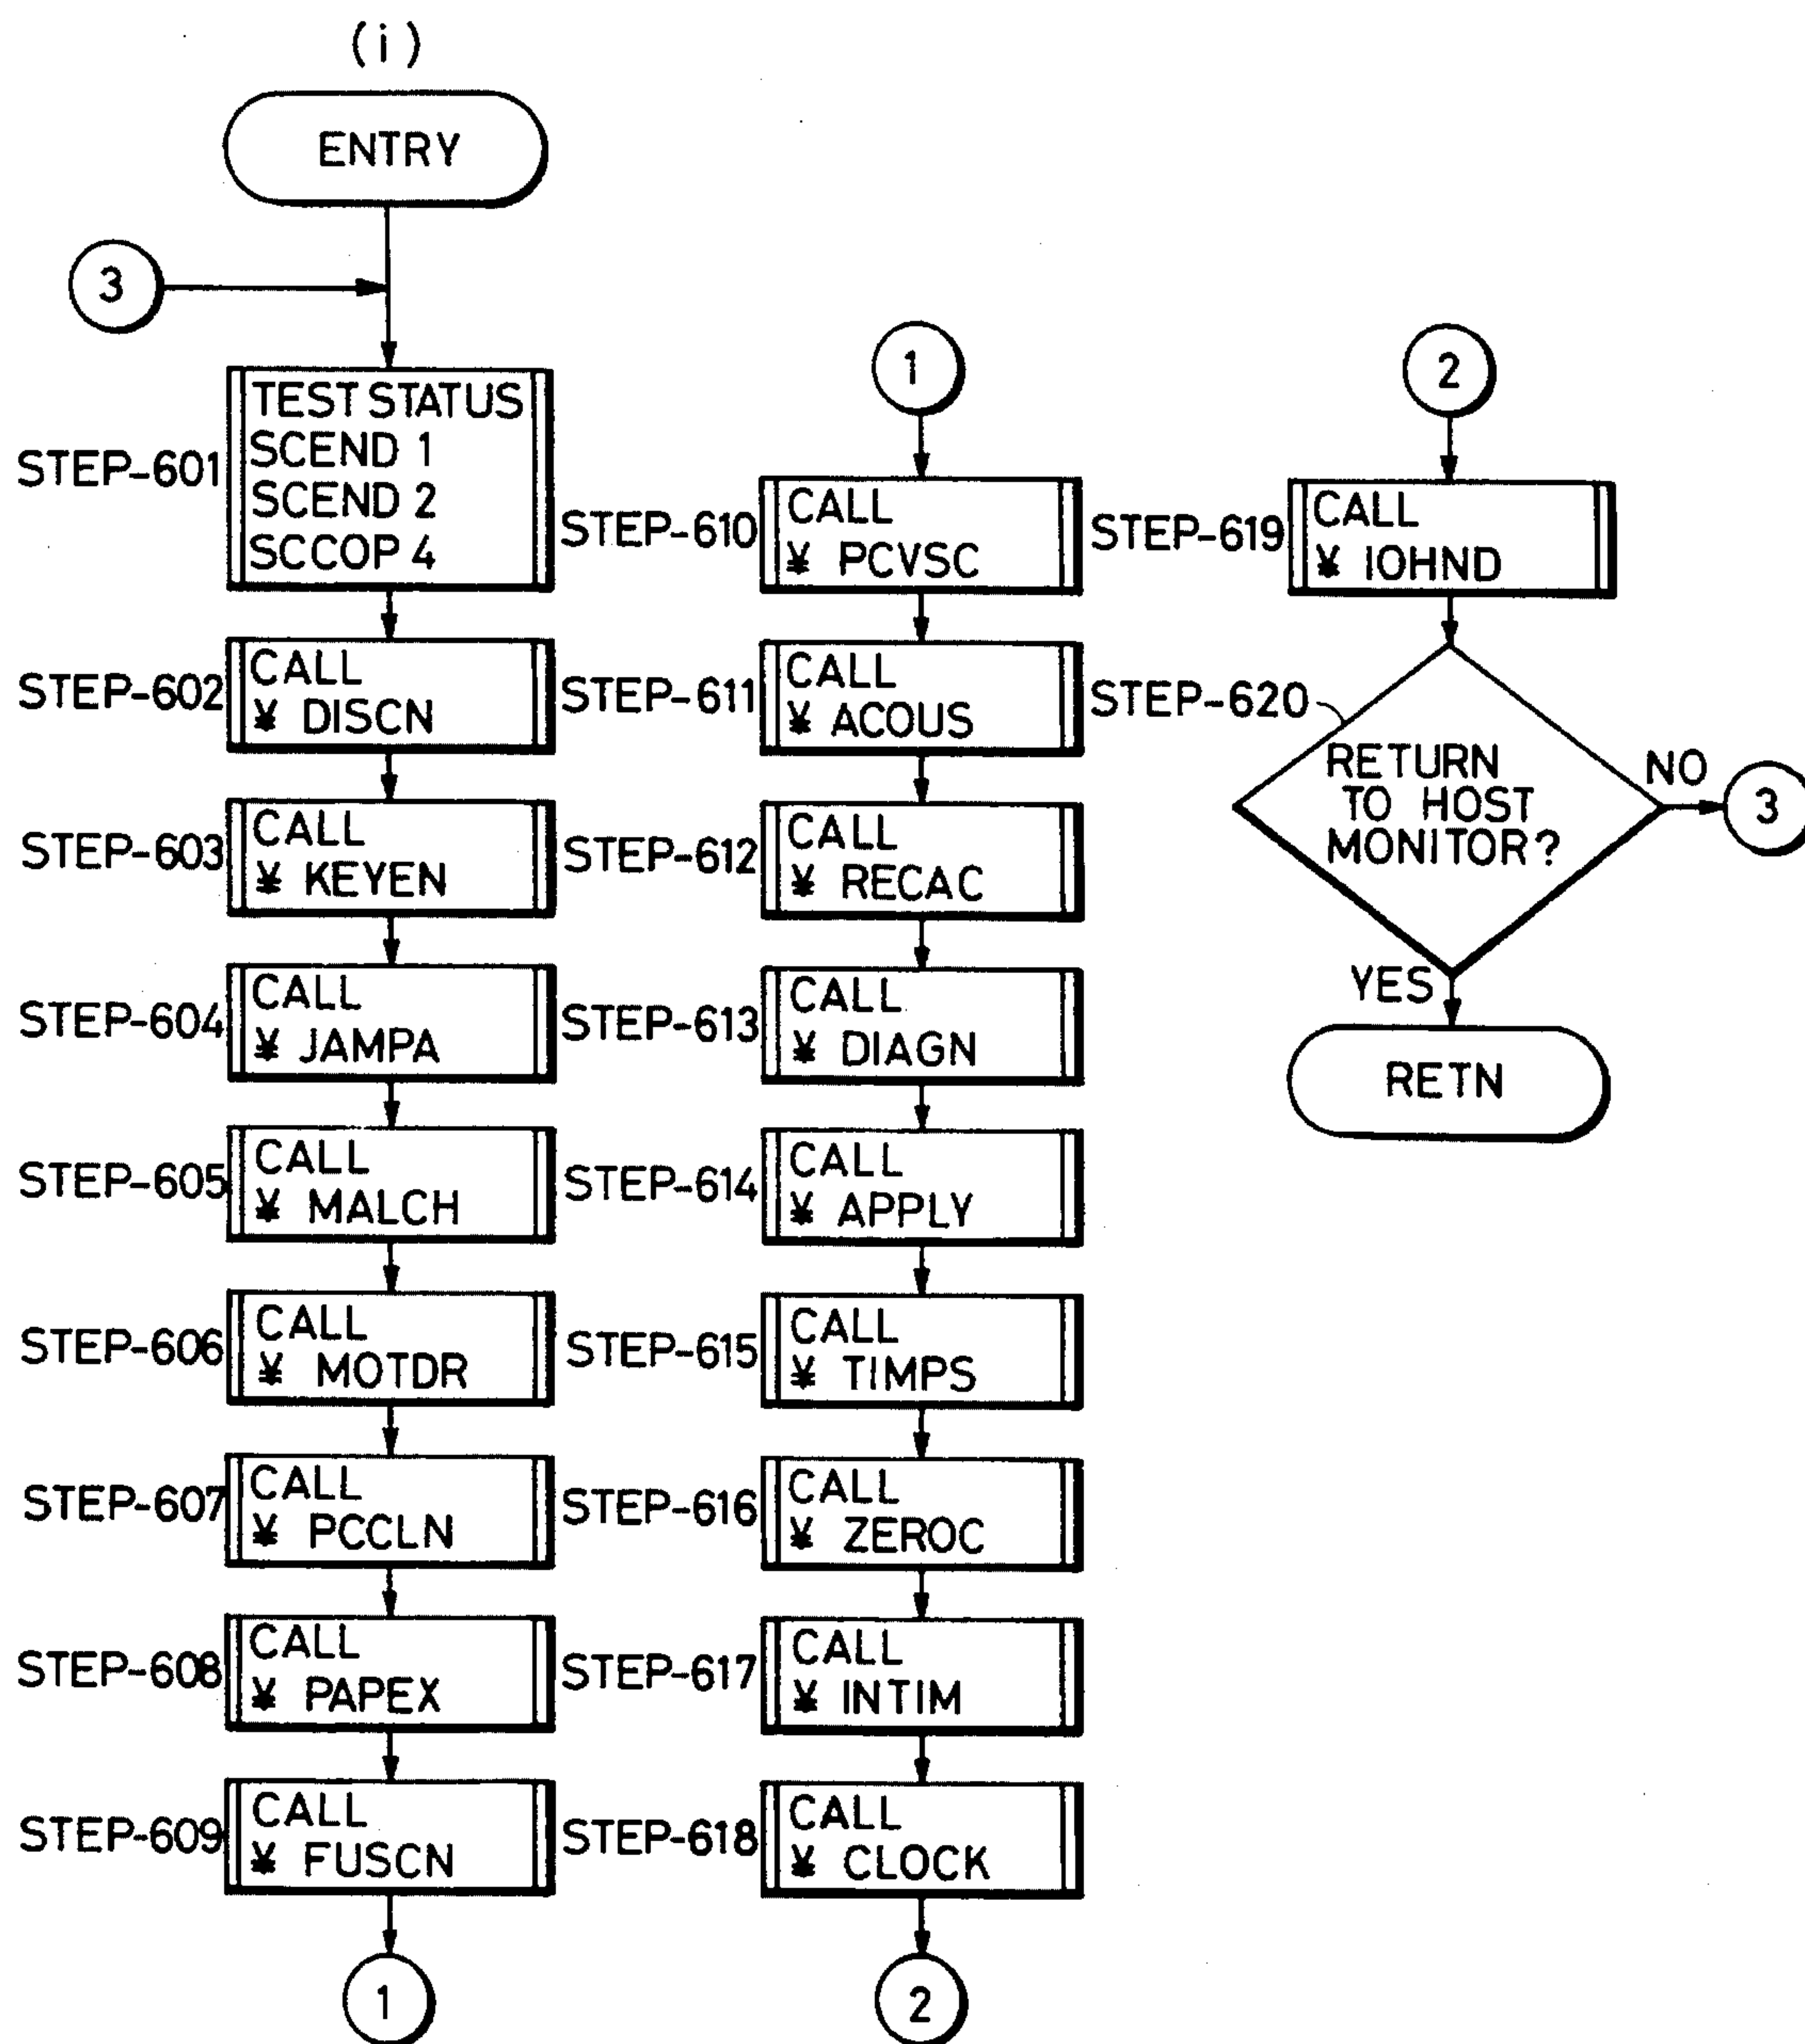 (i)
ENTRY
3
STEP-601
TEST STATUS
SCEND 1
SCEND 2
SCCOP 4
STEP-602
CALL
¥ DISCN
STEP-603
CALL
¥ KEYEN
STEP-604
CALL
¥ JAMPA
STEP-605
CALL
¥ MALCH
STEP-606
CALL
¥ MOTDR
STEP-607
CALL
¥ PCCLN
STEP-608
CALL
¥ PAPEX
STEP-609
CALL
¥ FUSCN
1
1
STEP-610
CALL
¥ PCVSC
STEP-611
CALL
¥ ACOUS
STEP-612
CALL
¥ RECAC
STEP-613
CALL
¥ DIAGN
STEP-614
CALL
¥ APPLY
STEP-615
CALL
¥ TIMPS
STEP-616
CALL
¥ ZEROC
STEP-617
CALL
¥ INTIM
STEP-618
CALL
¥ CLOCK
2
2
STEP-619
CALL
¥ IOHND
STEP-620
RETURN
TO HOST
MONITOR?
NO
3
YES
RETN